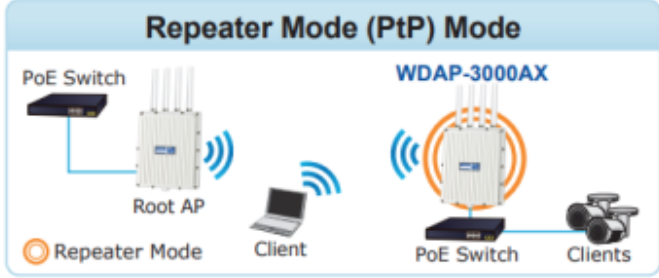 Repeater Mode (PtP) Mode
PoE Switch
WDAP-3000AX
Root AP
Repeater Mode
Client
PoE Switch
Clients